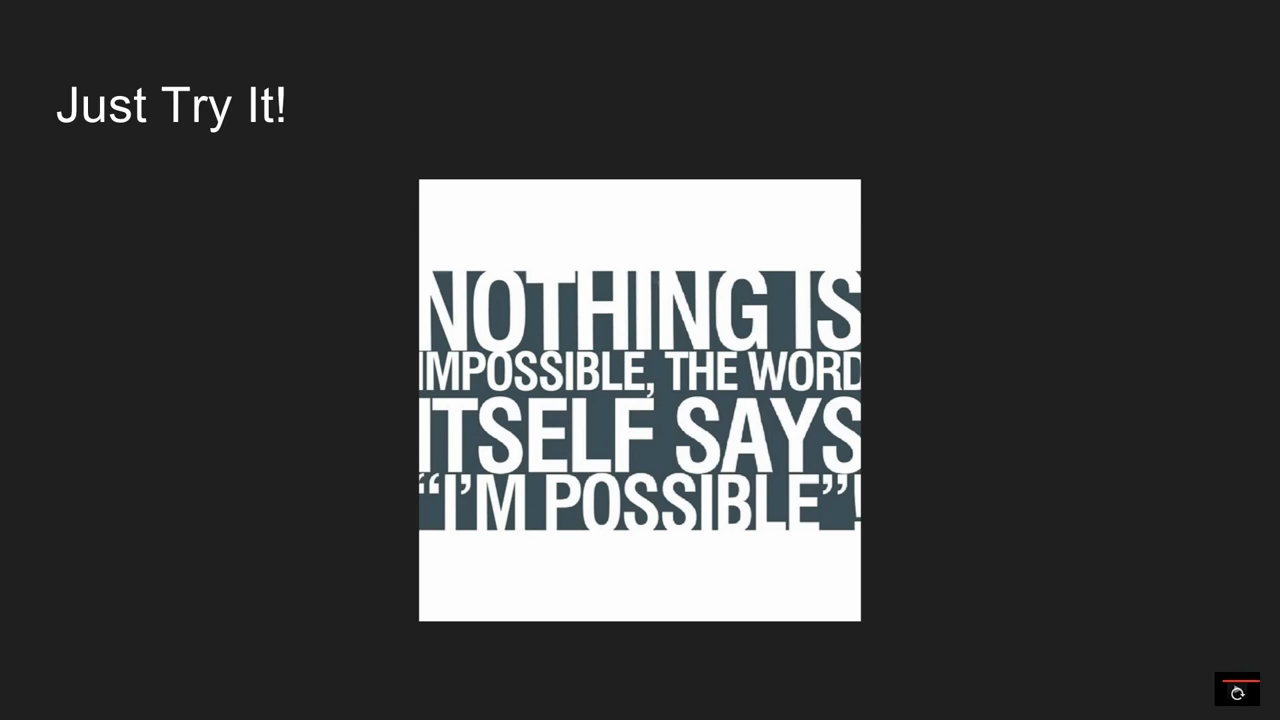 Just Try It!
NOTHING IS
IMPOSSIBLE, THE WORD
ITSELF SAYS
“I’M POSSIBLE”!